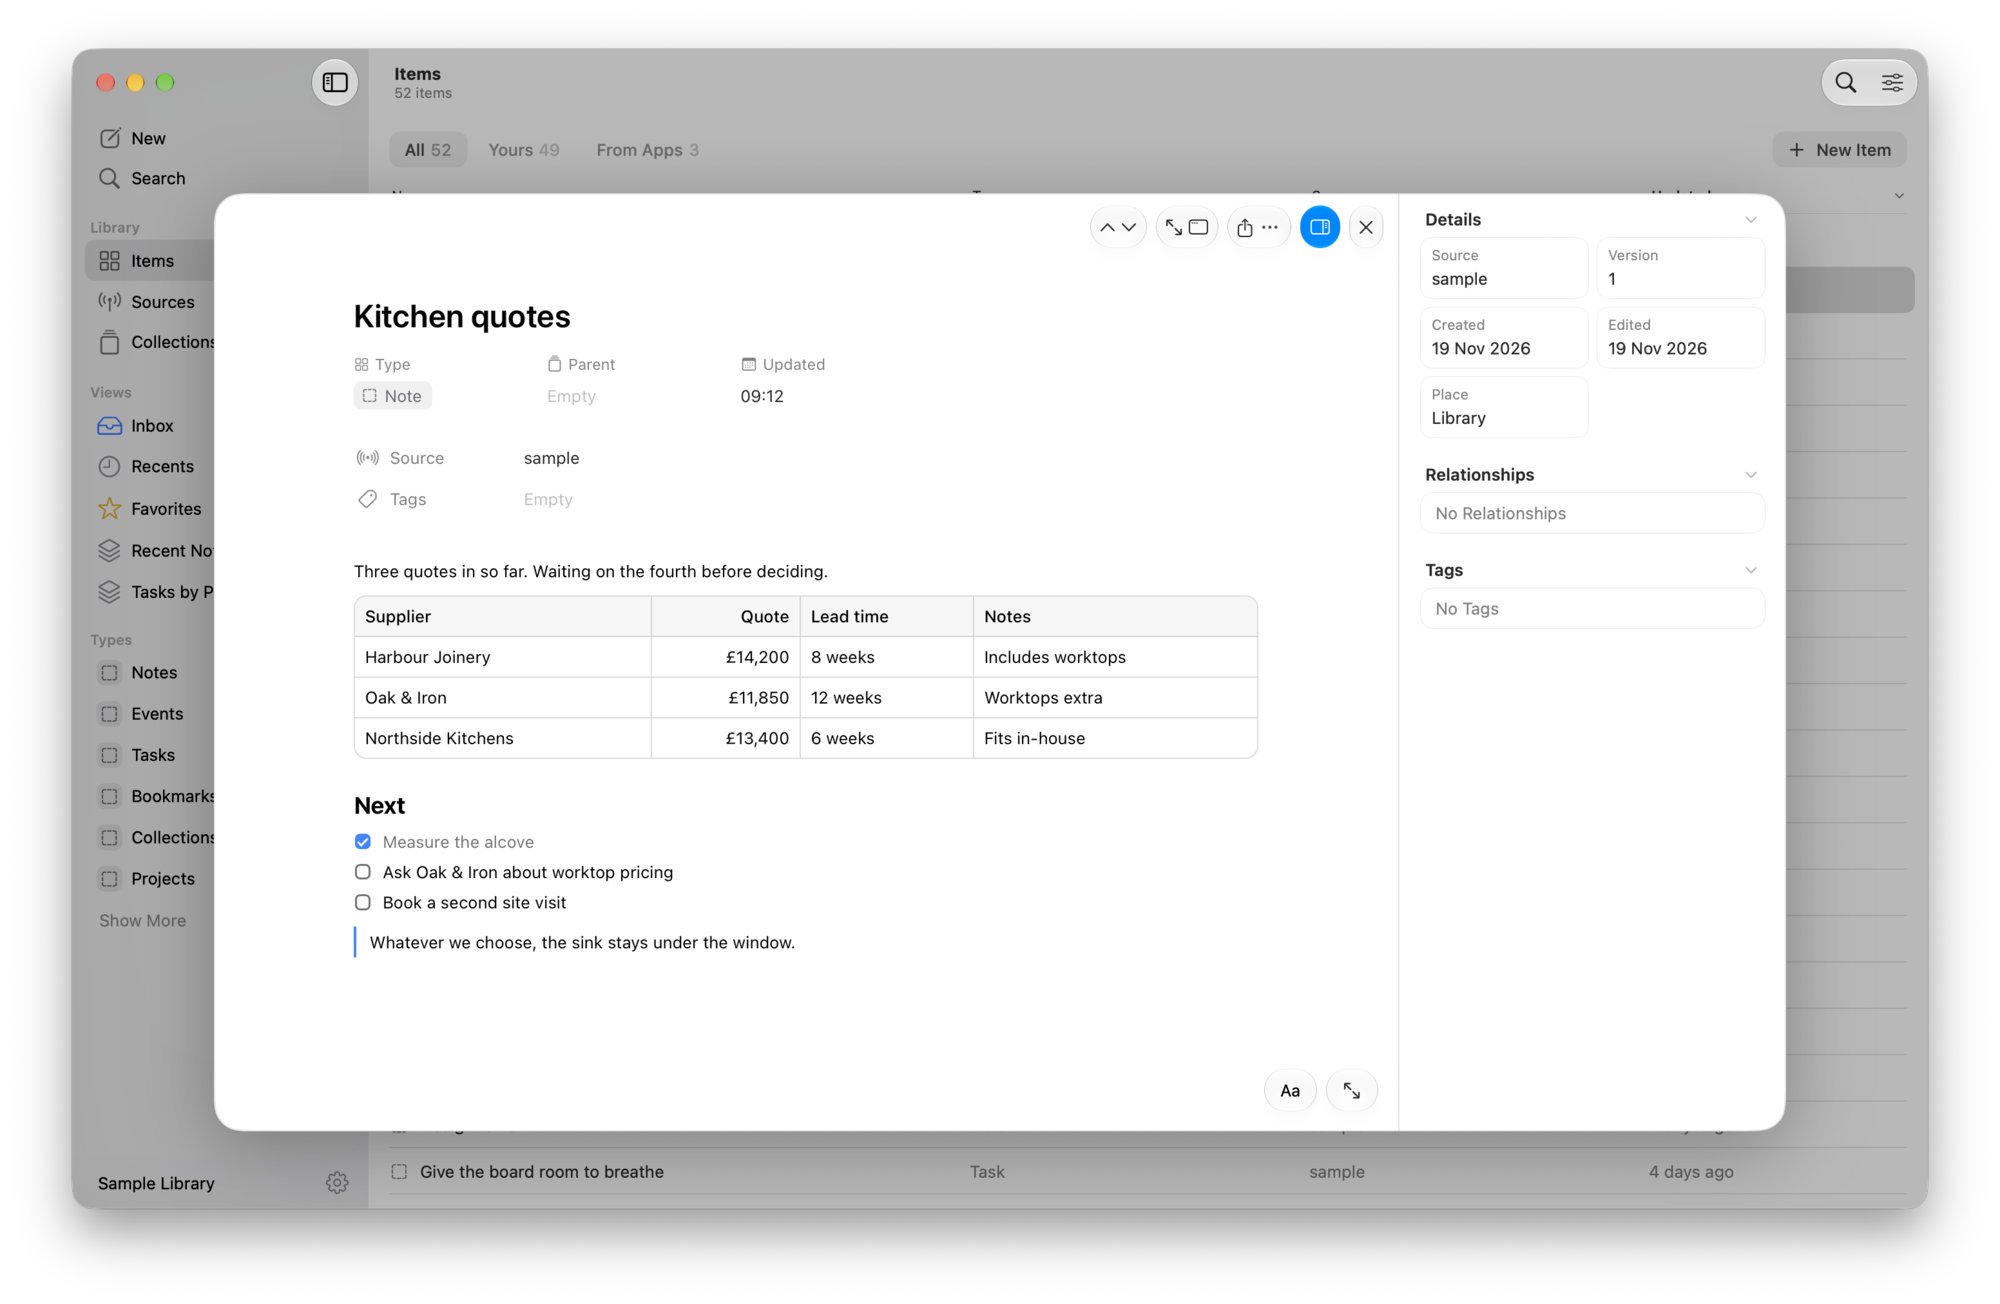 Items
52 items
New
Search
Library
Items
Sources
Collections
Views
Inbox
Recents
Favorites
Recent No
Tasks by P
Types
Notes
Events
Tasks
Bookmarks
Collections
Projects
Show More
Sample Library
All 52 Yours 49 From Apps 3
New Item
Kitchen quotes
Type Parent Updated
Note Empty 09:12
Source sample
Tags Empty
Three quotes in so far. Waiting on the fourth before deciding.
Supplier Quote Lead time Notes
Harbour Joinery £14,200 8 weeks Includes worktops
Oak & Iron £11,850 12 weeks Worktops extra
Northside Kitchens £13,400 6 weeks Fits in-house
Next
Measure the alcove
Ask Oak & Iron about worktop pricing
Book a second site visit
Whatever we choose, the sink stays under the window.
Aa
Details
Source Version
sample 1
Created Edited
19 Nov 2026 19 Nov 2026
Place
Library
Relationships
No Relationships
Tags
No Tags
Give the board room to breathe Task sample 4 days ago